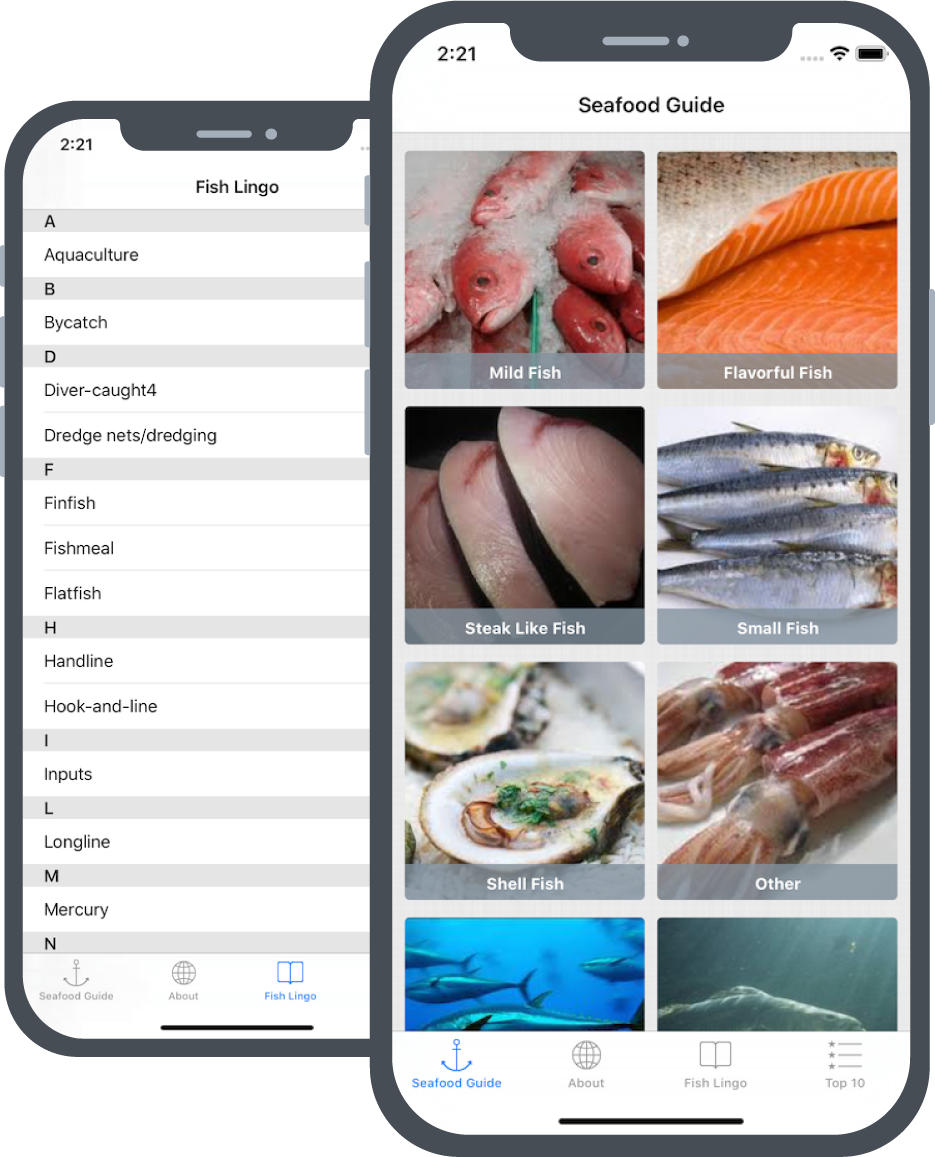 2:21
Fish Lingo
A
Aquaculture
B
Bycatch
D
Diver-caught4
Dredge nets/dredging
F
Finfish
Fishmeal
Flatfish
H
Handline
Hook-and-line
I
Inputs
L
Longline
M
Mercury
N
Seafood Guide About Fish Lingo
2:21
Seafood Guide
Mild Fish Flavorful Fish
Steak Like Fish Small Fish
Shell Fish Other
Seafood Guide About Fish Lingo Top 10